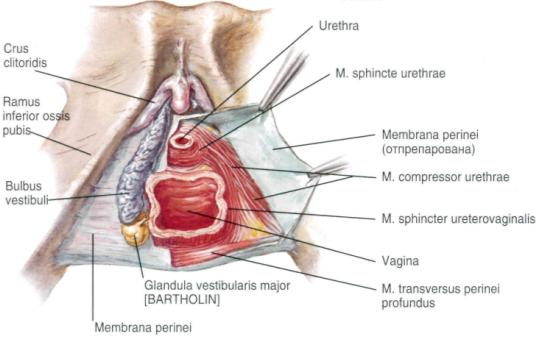 Urethra
Crus
clitoridis
M. sphincte urethrae
Ramus
inferior ossis
pubis
Membrana perinei
(отпрепарована)
M. compressor urethrae
Bulbus
vestibuli
M. sphincter ureterovaginalis
Vagina
Glandula vestibularis major
[BARTHOLIN]
M. transversus perinei
profundus
Membrana perinei